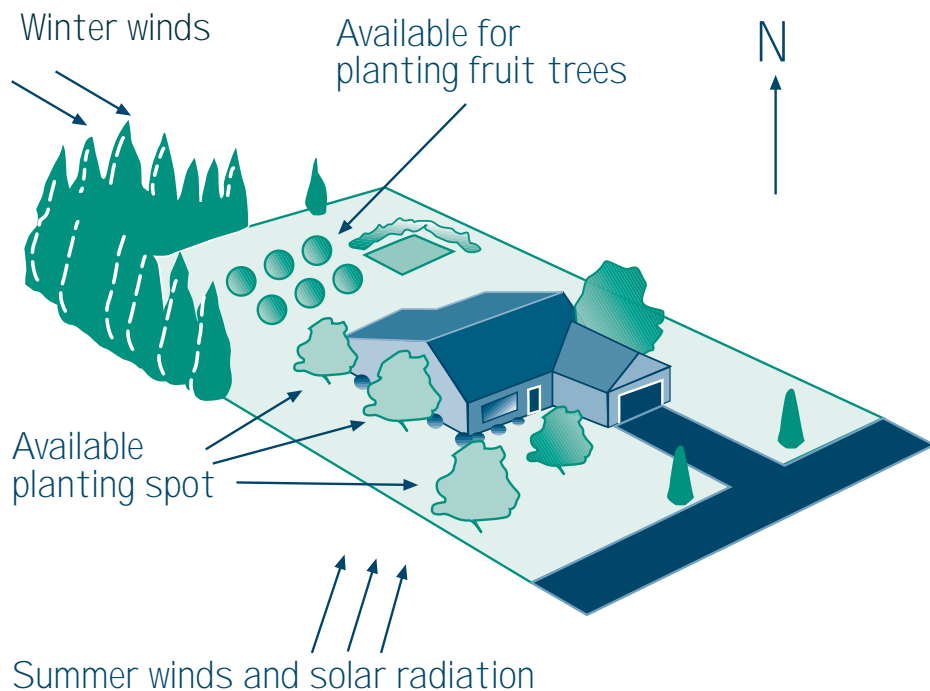 Winter winds
Available for
planting fruit trees
N
Available
planting spot
Summer winds and solar radiation